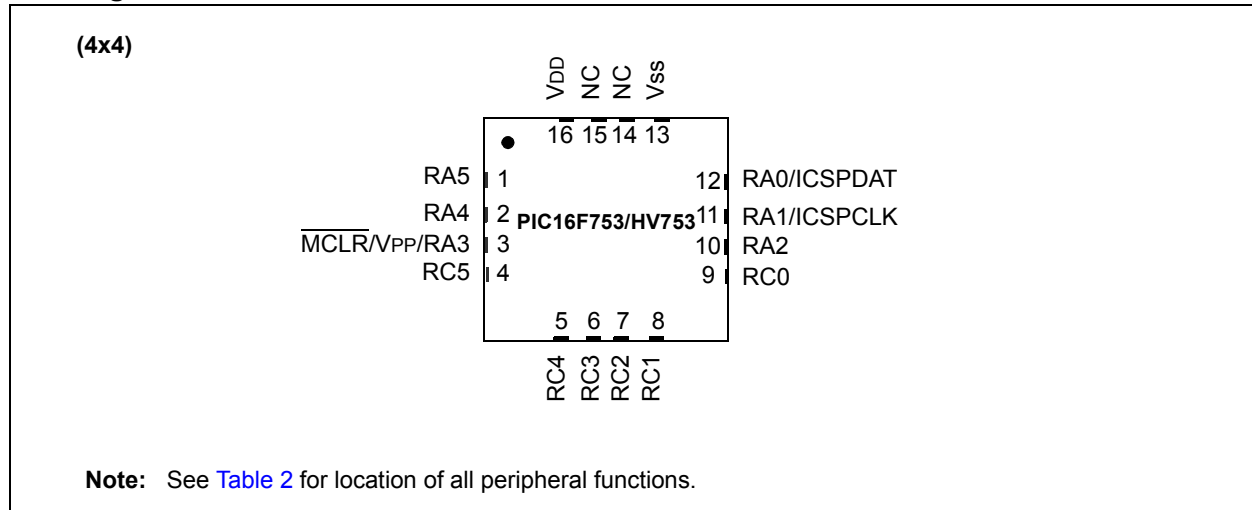 (4x4)
VDD
NC
NC
Vss
16 15 14 13
RA5 1
12 RA0/ICSPDAT
RA4 2
PIC16F753/HV753
11 RA1/ICSPCLK
MCLR/VPP/RA3 3
10 RA2
RC5 4
9 RC0
5 6 7 8
RC4
RC3
RC2
RC1
Note: See Table 2 for location of all peripheral functions.